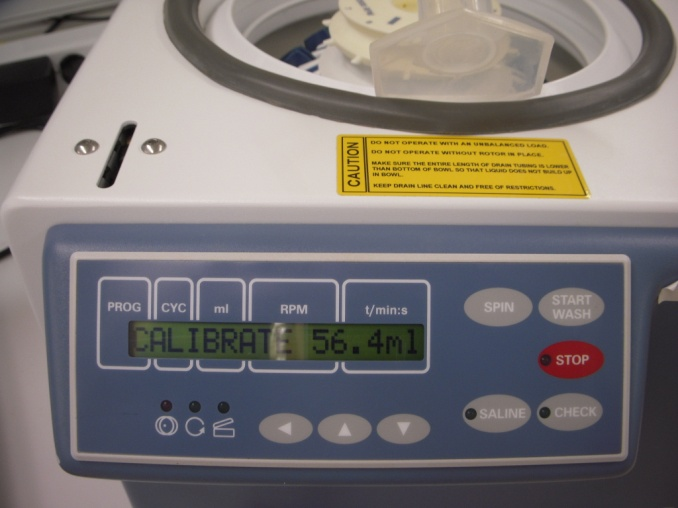 CAUTION
DO NOT OPERATE WITH AN UNBALANCED LOAD.
DO NOT OPERATE WITHOUT ROTOR IN PLACE.
MAKE SURE THE ENTIRE LENGTH OF DRAIN TUBING IS LOWER
THAN BOTTOM OF BOWL SO THAT LIQUID DOES NOT BUILD UP
IN BOWL.
KEEP DRAIN LINE CLEAN AND FREE OF RESTRICTIONS.
PROG CYC ml RPM t/min:s
CALIBRATE 56.4ml
SPIN
START
WASH
STOP
SALINE
CHECK